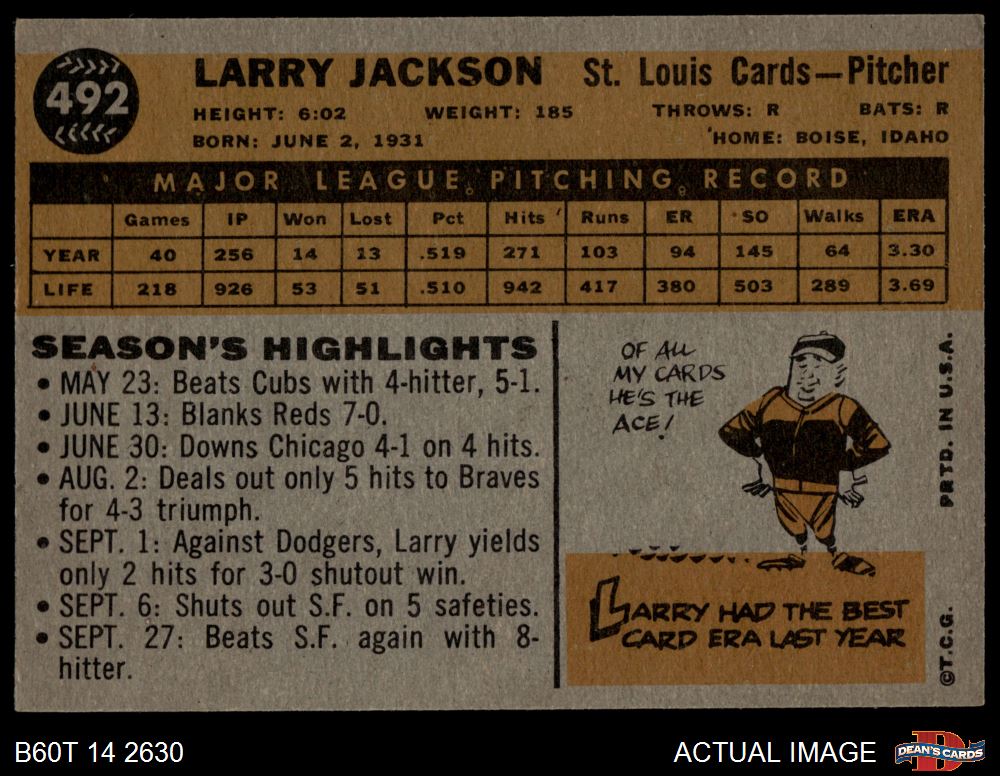 492
LARRY JACKSON St. Louis Cards—Pitcher
HEIGHT: 6:02 WEIGHT: 185 THROWS: R BATS: R
BORN: JUNE 2, 1931 HOME: BOISE, IDAHO
MAJOR LEAGUE PITCHING RECORD
Games IP Won Lost Pct Hits Runs ER SO Walks ERA
YEAR 40 256 14 13 .519 271 103 94 145 64 3.30
LIFE 218 926 53 51 .510 942 417 380 503 289 3.69
SEASON'S HIGHLIGHTS
• MAY 23: Beats Cubs with 4-hitter, 5-1.
• JUNE 13: Blanks Reds 7-0.
• JUNE 30: Downs Chicago 4-1 on 4 hits.
• AUG. 2: Deals out only 5 hits to Braves
for 4-3 triumph.
• SEPT. 1: Against Dodgers, Larry yields
only 2 hits for 3-0 shutout win.
• SEPT. 6: Shuts out S.F. on 5 safeties.
• SEPT. 27: Beats S.F. again with 8-
hitter.
OF ALL
MY CARDS
HE'S THE
ACE!
LARRY HAD THE BEST
CARD ERA LAST YEAR
©T.C.G. PRTD. IN U.S.A.
B60T 14 2630 ACTUAL IMAGE DEAN'S CARDS